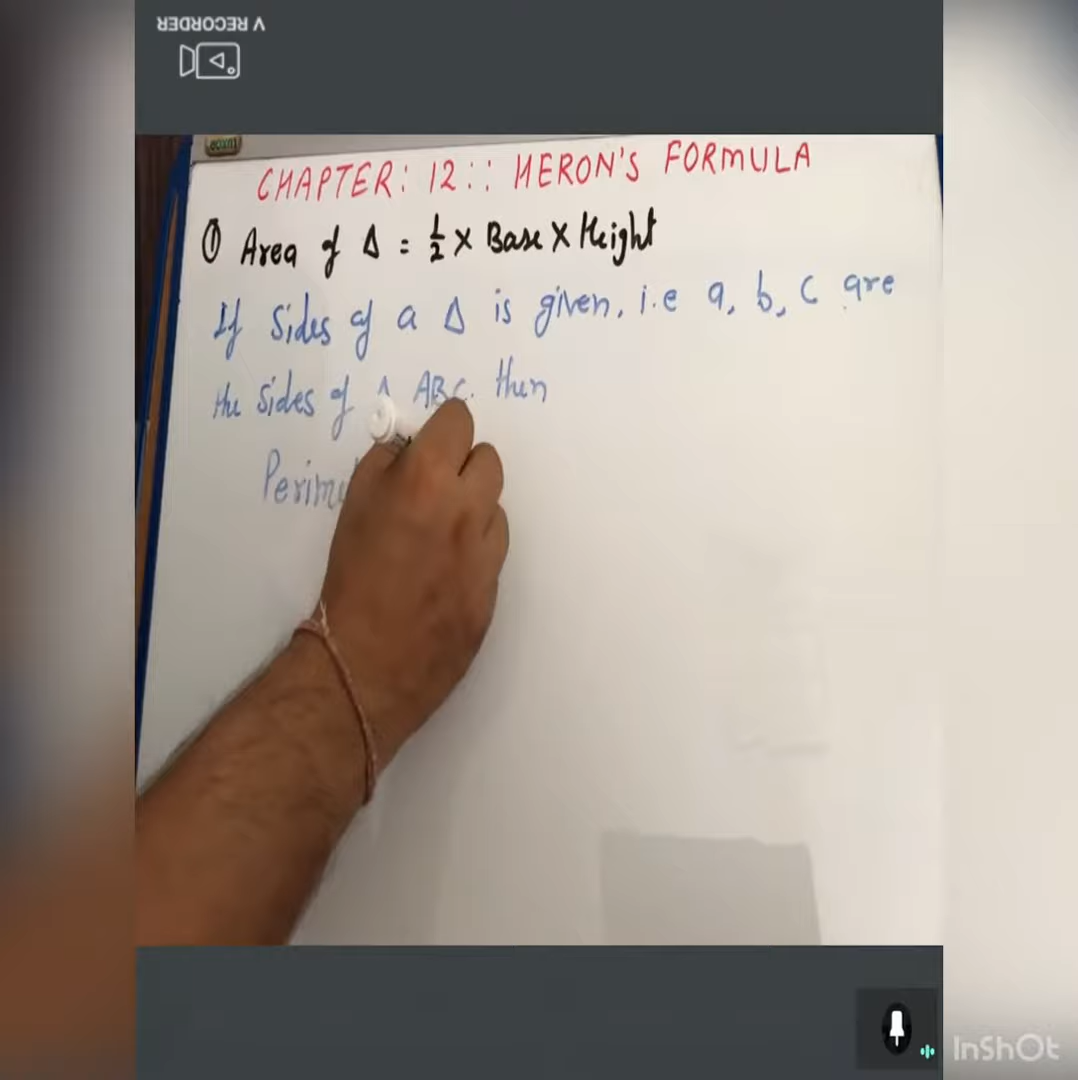 V RECORDER
CHAPTER: 12:: HERON'S FORMULA
① Area of Δ = 1/2 × Base × Height
If Sides of a Δ is given, i.e a, b, c are
the sides of Δ ABC. then
InShOt